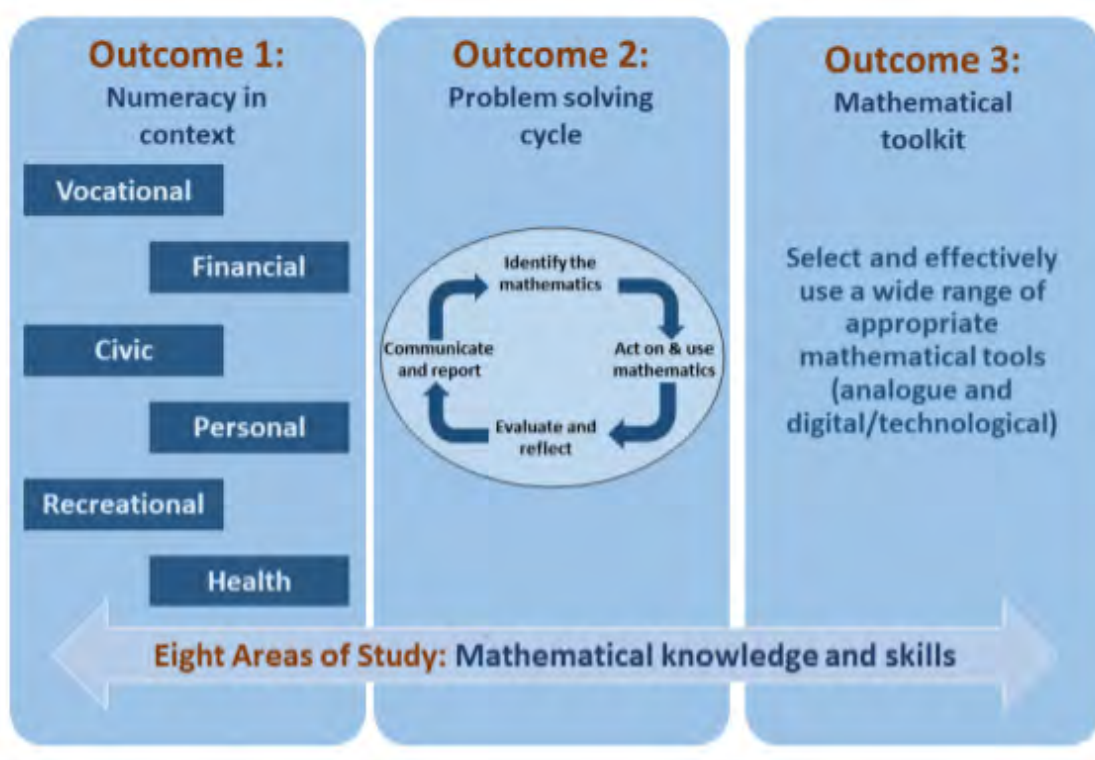 Outcome 1:
Numeracy in
context
Vocational
Financial
Civic
Personal
Recreational
Health
Outcome 2:
Problem solving
cycle
Identify the
mathematics
Act on & use
mathematics
Evaluate and
reflect
Communicate
and report
Outcome 3:
Mathematical
toolkit
Select and effectively
use a wide range of
appropriate
mathematical tools
(analogue and
digital/technological)
Eight Areas of Study: Mathematical knowledge and skills